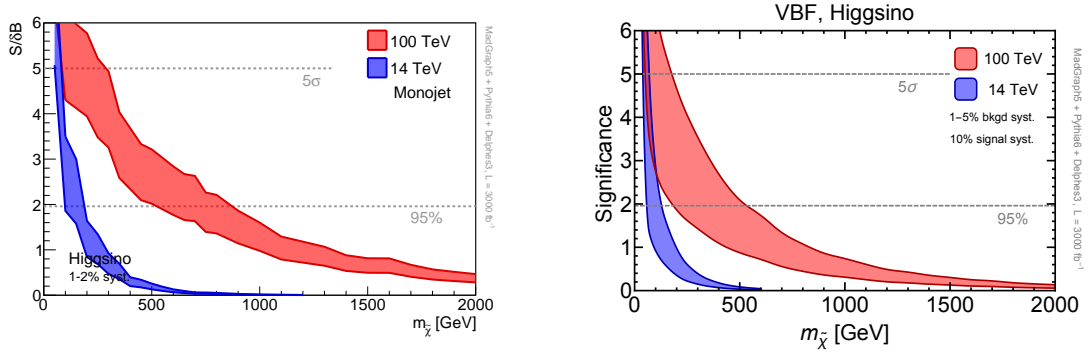 S/δB
6
5
4
3
2
1
0
0
500
1000
1500
2000
m_χ̃ [GeV]
100 TeV
14 TeV
Monojet
5σ
95%
Higgsino
1-2% syst.
MadGraph5 + Pythia6 + Delphes3, L = 3000 fb⁻¹
VBF, Higgsino
Significance
6
5
4
3
2
1
0
0
500
1000
1500
2000
m_χ̃ [GeV]
100 TeV
14 TeV
1–5% bkgd syst.
10% signal syst.
5σ
95%
MadGraph5 + Pythia6 + Delphes3, L = 3000 fb⁻¹